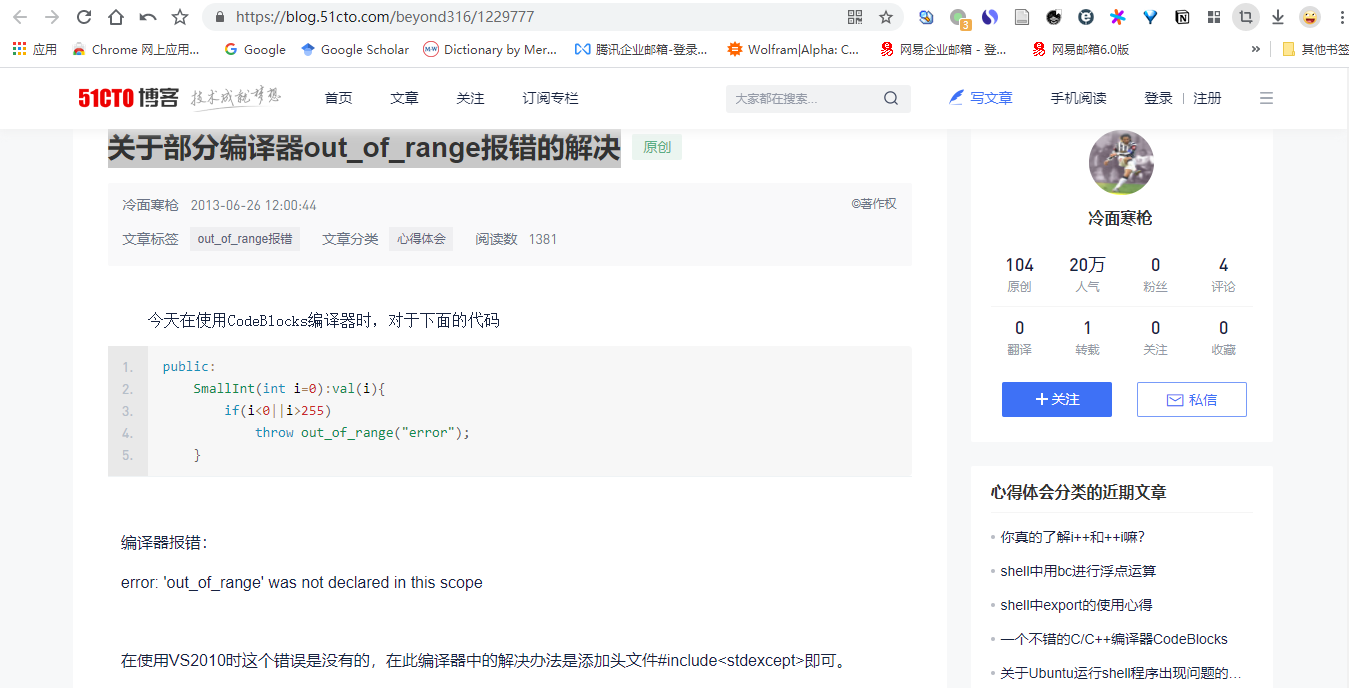 https://blog.51cto.com/beyond316/1229777
3
应用
Chrome 网上应用...
Google
Google Scholar
Dictionary by Mer...
腾讯企业邮箱-登录...
Wolfram|Alpha: C...
网易企业邮箱 - 登...
网易邮箱6.0版
»
其他书签
51CTO 博客
技术成就梦想
首页
文章
关注
订阅专栏
大家都在搜索...
写文章
手机阅读
登录
注册
关于部分编译器out_of_range报错的解决
原创
冷面寒枪 2013-06-26 12:00:44
©著作权
文章标签 out_of_range报错 文章分类 心得体会 阅读数 1381
今天在使用CodeBlocks编译器时，对于下面的代码
1. public:
2. SmallInt(int i=0):val(i){
3. if(i<0||i>255)
4. throw out_of_range("error");
5. }
编译器报错：
error: 'out_of_range' was not declared in this scope
在使用VS2010时这个错误是没有的，在此编译器中的解决办法是添加头文件#include<stdexcept>即可。
冷面寒枪
104 20万 0 4
原创 人气 粉丝 评论
0 1 0 0
翻译 转载 关注 收藏
+关注
私信
心得体会分类的近期文章
你真的了解i++和++i嘛？
shell中用bc进行浮点运算
shell中export的使用心得
一个不错的C/C++编译器CodeBlocks
关于Ubuntu运行shell程序出现问题的...